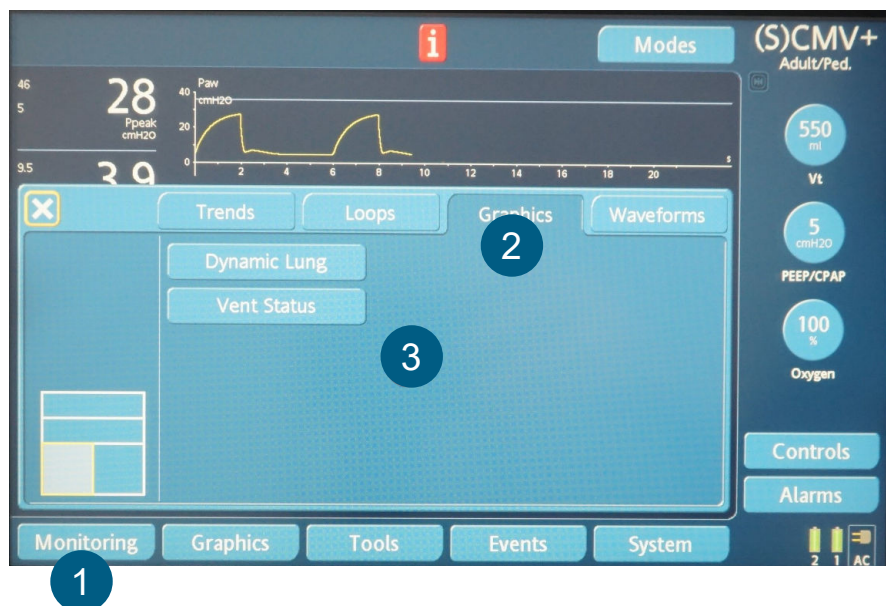 i
Modes
(S)CMV+
Adult/Ped.
46
5
28
Ppeak
cmH2O
Paw
cmH2O
40
20
0
2 4 6 8 10 12 14 16 18 20
s
9.5
3.9
550
ml
Vt
5
cmH2O
PEEP/CPAP
100
%
Oxygen
Trends
Loops
Graphics
Waveforms
2
Dynamic Lung
Vent Status
3
Controls
Alarms
Monitoring
Graphics
Tools
Events
System
2 1 AC
1